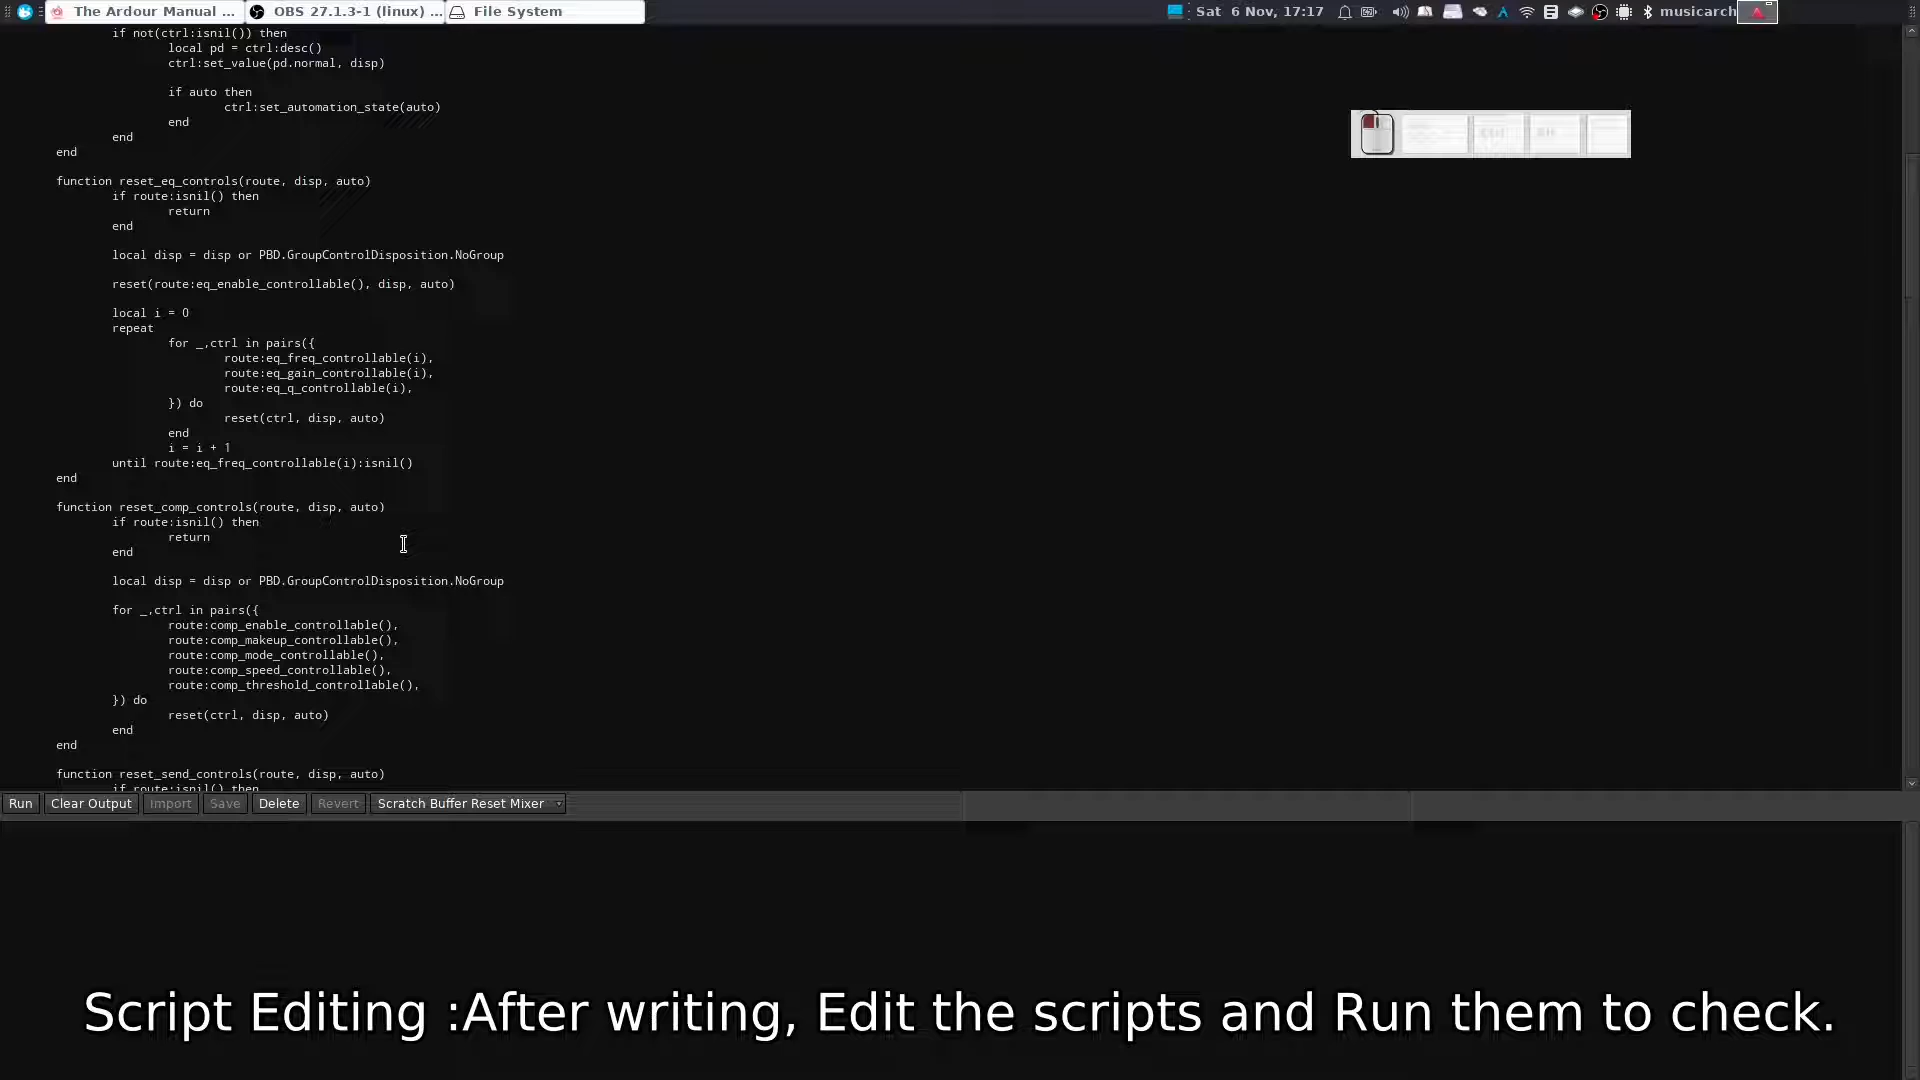 The Ardour Manual ...
OBS 27.1.3-1 (linux) ...
File System
Sat 6 Nov, 17:17
musicarch
if not(ctrl:isnil()) then
local pd = ctrl:desc()
ctrl:set_value(pd.normal, disp)
if auto then
ctrl:set_automation_state(auto)
end
end
end
function reset_eq_controls(route, disp, auto)
if route:isnil() then
return
end
local disp = disp or PBD.GroupControlDisposition.NoGroup
reset(route:eq_enable_controllable(), disp, auto)
local i = 0
repeat
for _,ctrl in pairs({
route:eq_freq_controllable(i),
route:eq_gain_controllable(i),
route:eq_q_controllable(i),
}) do
reset(ctrl, disp, auto)
end
i = i + 1
until route:eq_freq_controllable(i):isnil()
end
function reset_comp_controls(route, disp, auto)
if route:isnil() then
return
end
local disp = disp or PBD.GroupControlDisposition.NoGroup
for _,ctrl in pairs({
route:comp_enable_controllable(),
route:comp_makeup_controllable(),
route:comp_mode_controllable(),
route:comp_speed_controllable(),
route:comp_threshold_controllable(),
}) do
reset(ctrl, disp, auto)
end
end
function reset_send_controls(route, disp, auto)
if route:isnil() then
Run Clear Output Import Save Delete Revert Scratch Buffer Reset Mixer
Script Editing :After writing, Edit the scripts and Run them to check.